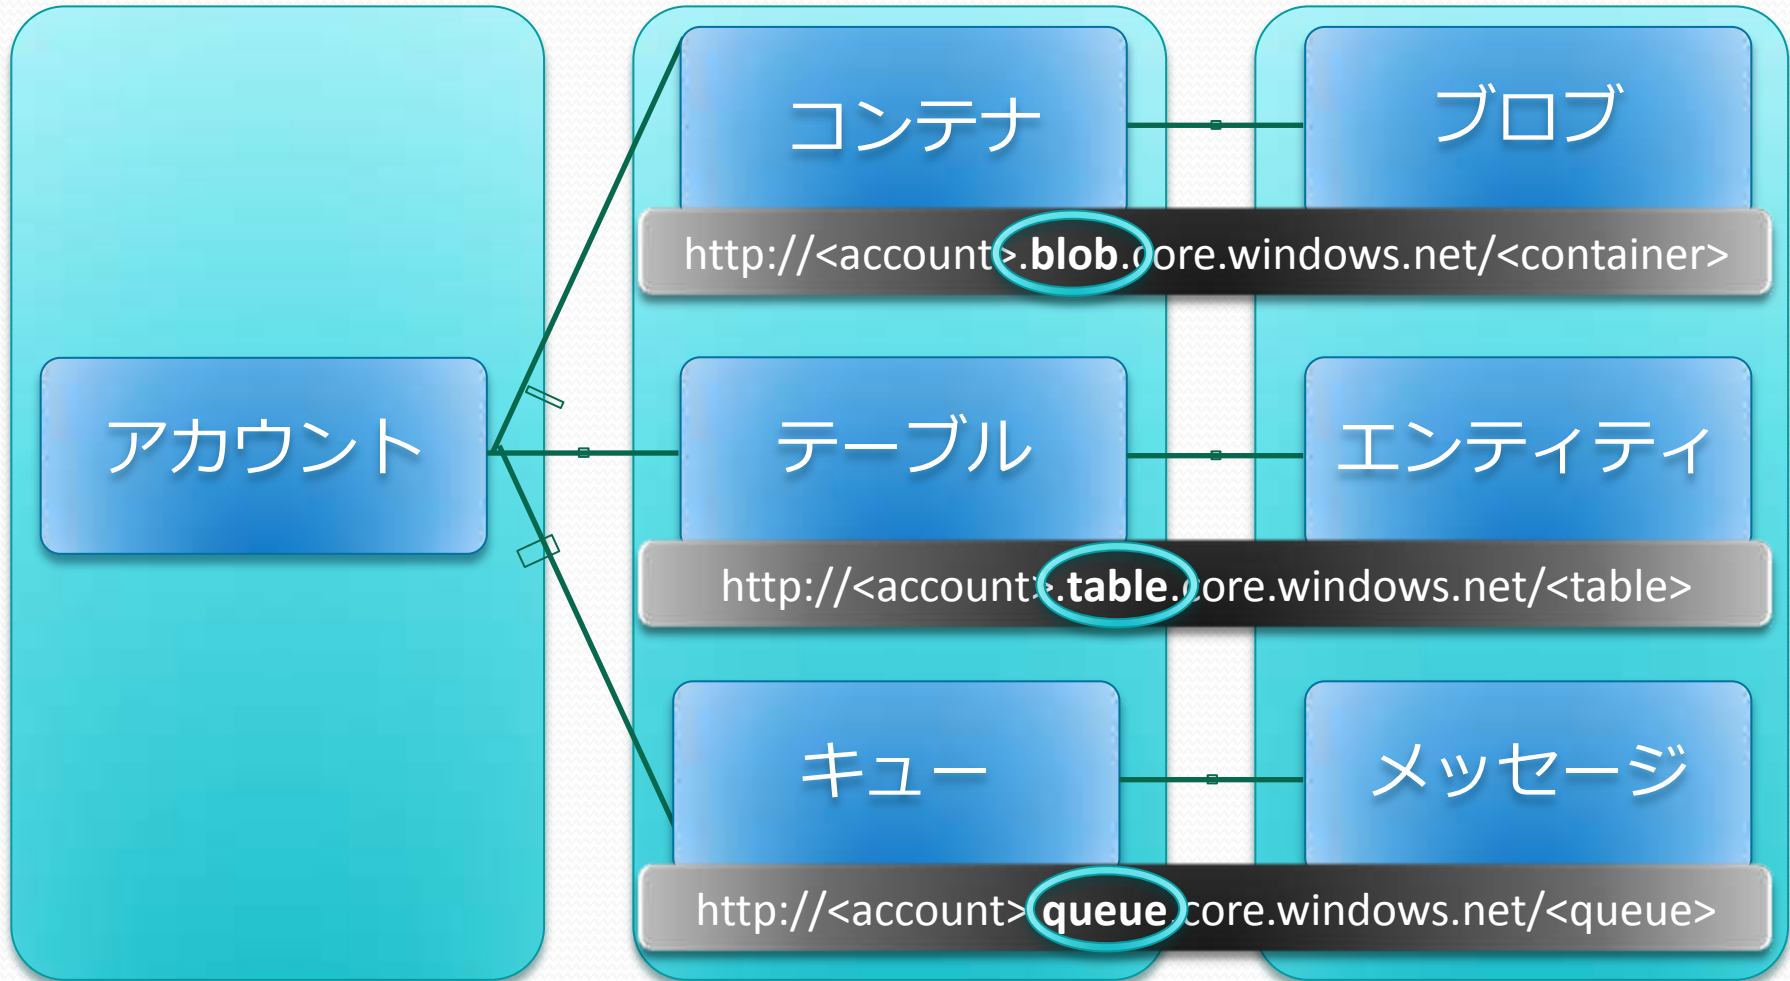 アカウント
コンテナ
ブロブ
http://<account>.blob.core.windows.net/<container>
テーブル
エンティティ
http://<account>.table.core.windows.net/<table>
キュー
メッセージ
http://<account>.queue.core.windows.net/<queue>